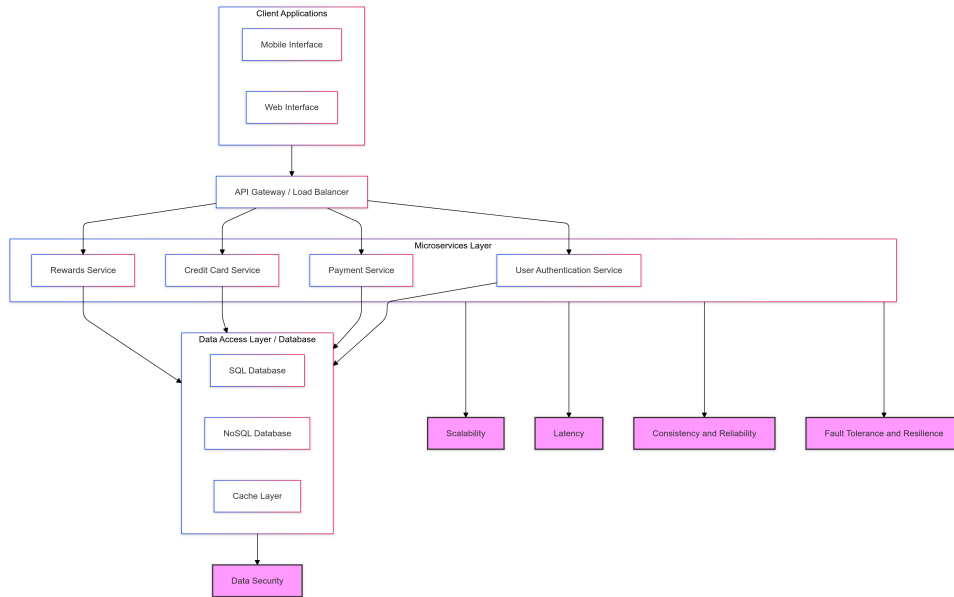 Client Applications
Mobile Interface
Web Interface
API Gateway / Load Balancer
Microservices Layer
Rewards Service
Credit Card Service
Payment Service
User Authentication Service
Data Access Layer / Database
SQL Database
NoSQL Database
Cache Layer
Scalability
Latency
Consistency and Reliability
Fault Tolerance and Resilience
Data Security